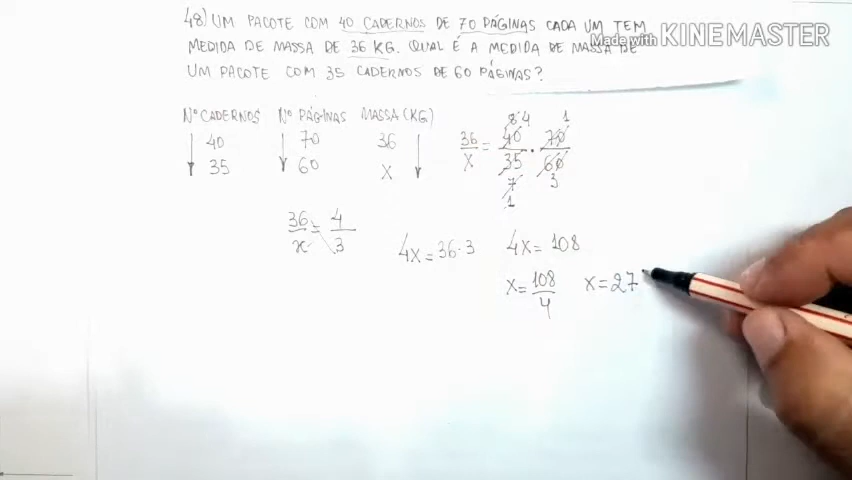 48) UM PACOTE COM 40 CADERNOS DE 70 PÁGINAS CADA UM TEM
MEDIDA DE MASSA DE 36 KG. QUAL É A MEDIDA DE MASSA DE
UM PACOTE COM 35 CADERNOS DE 60 PÁGINAS?
Made with KINEMASTER
Nº CADERNOS Nº PÁGINAS MASSA (KG)
40 70 36
35 60 X
8 4 1
36/X = 40/35 . 70/60
7 3
1
36/x = 4/3
4X = 36·3
4X = 108
X = 108/4
X = 27